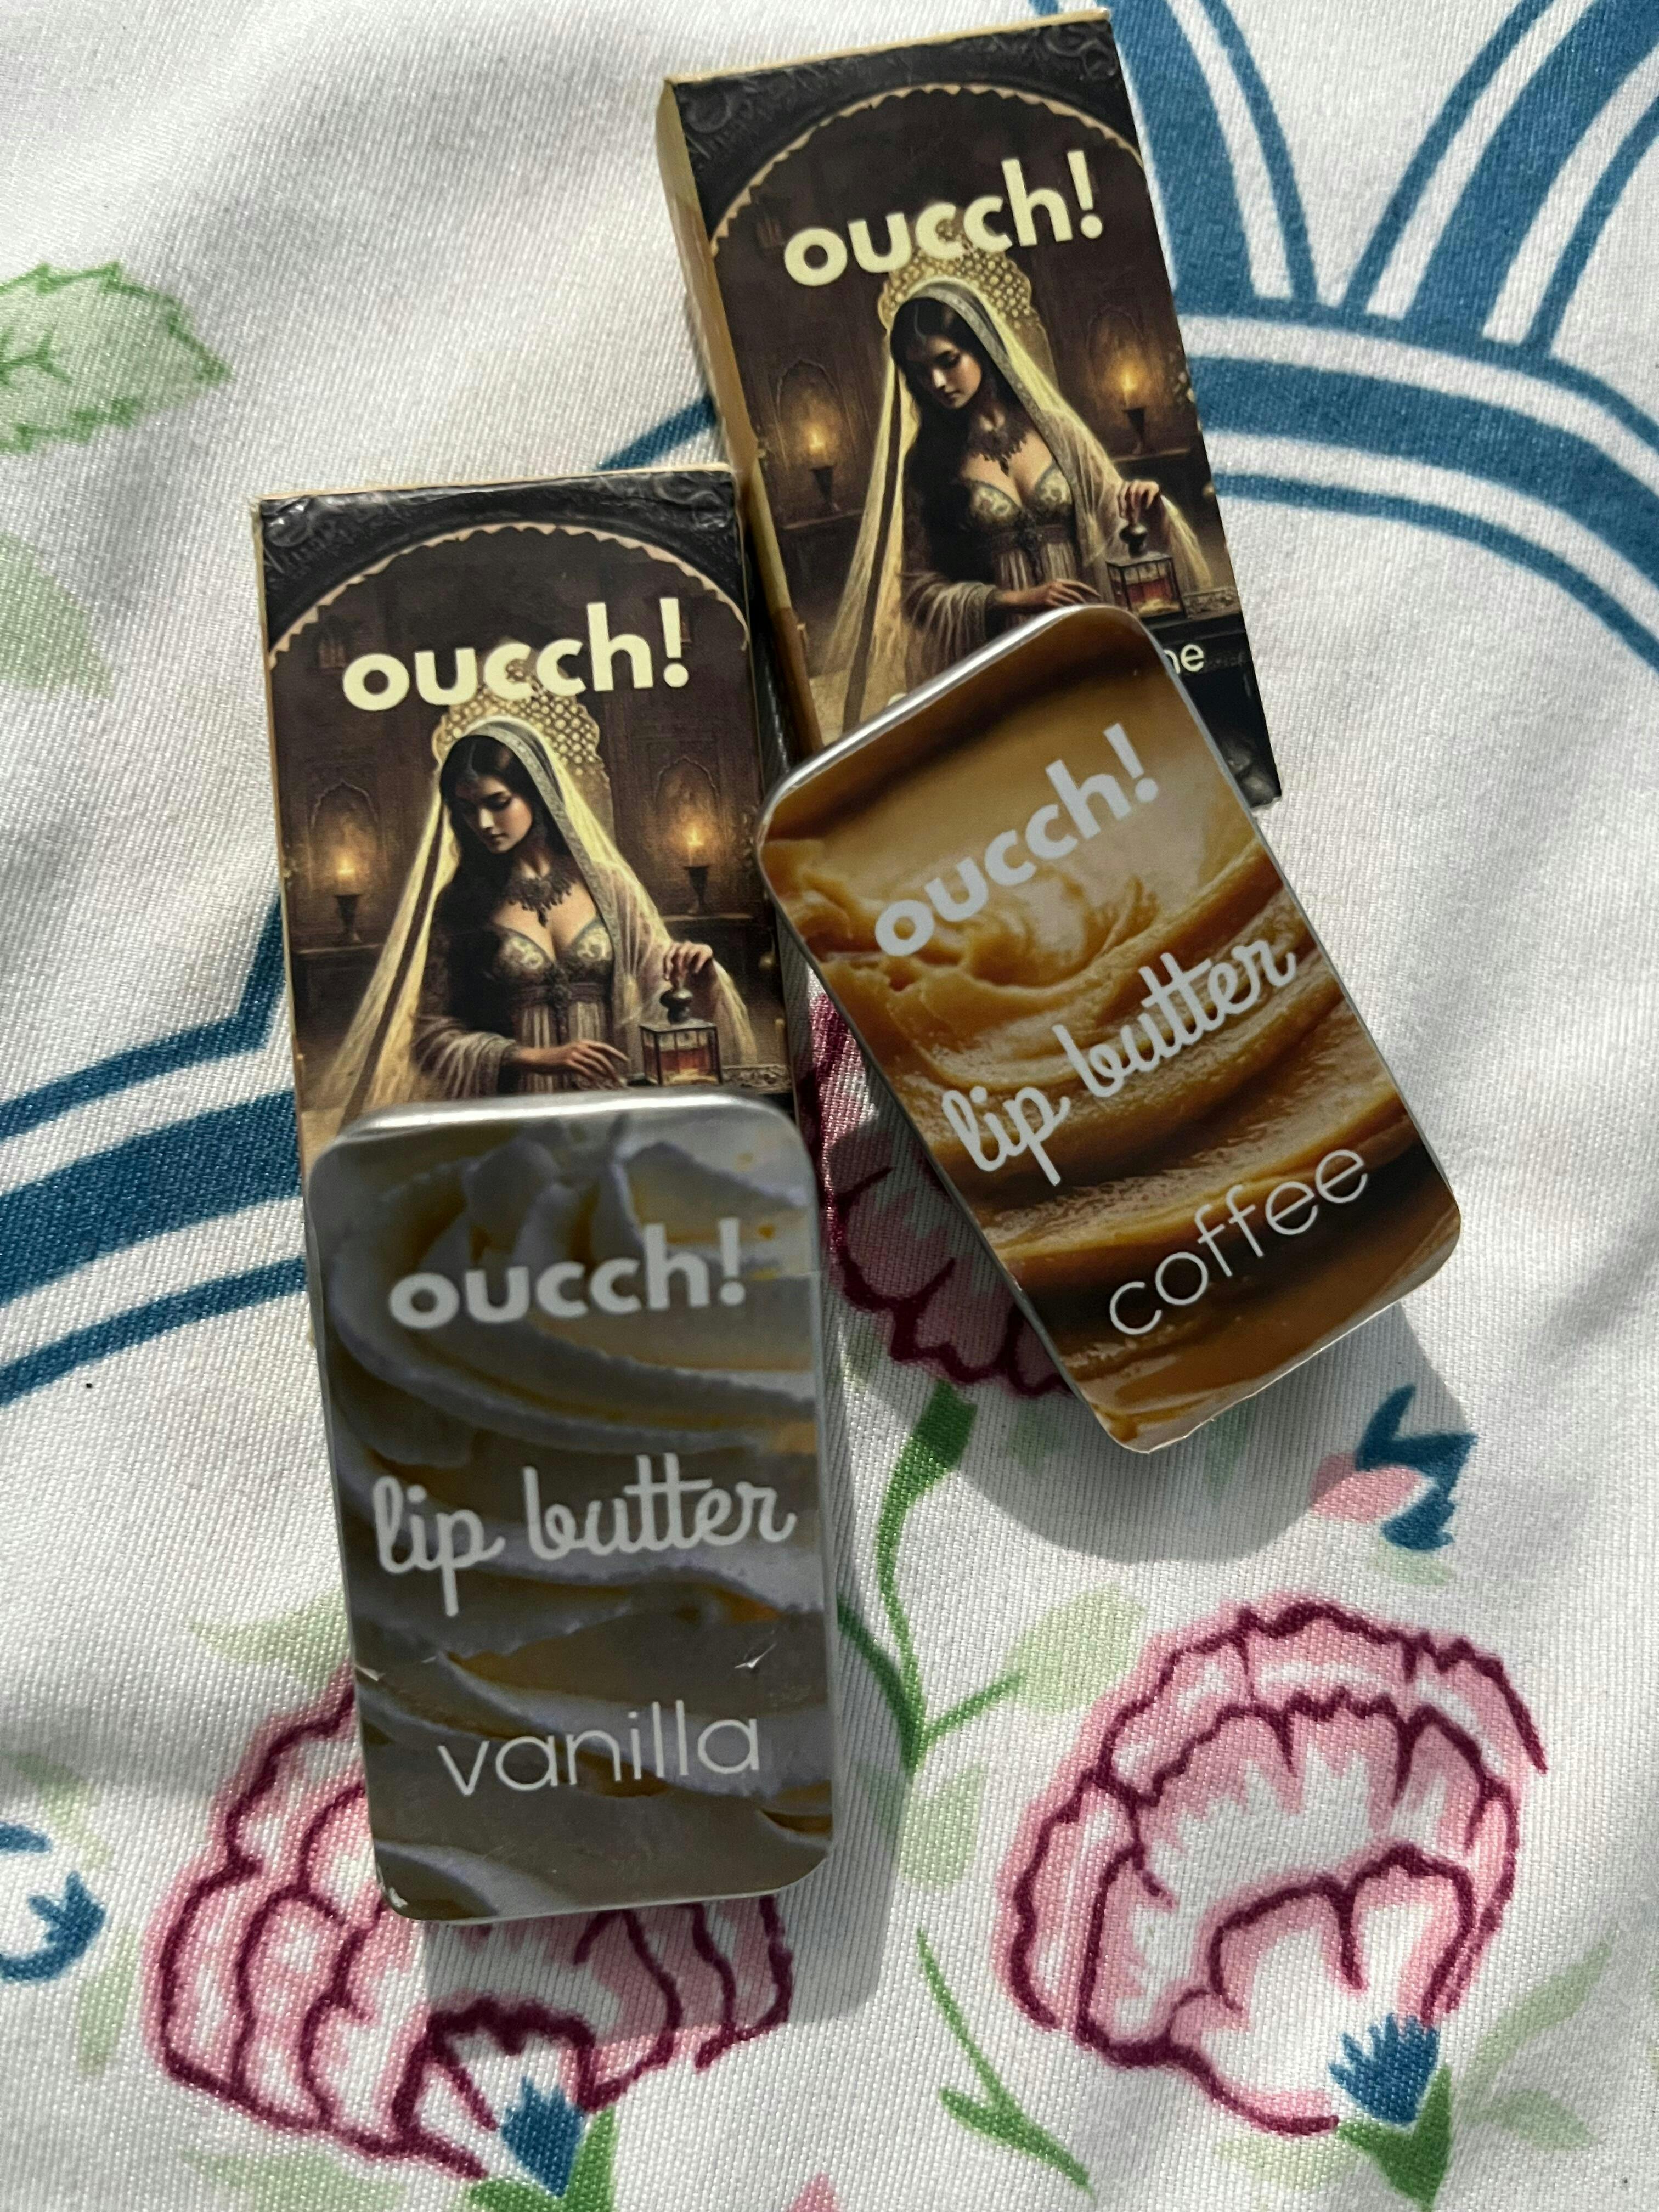 oucch!
oucch!
oucch!
lip butter
coffee
oucch!
lip butter
vanilla